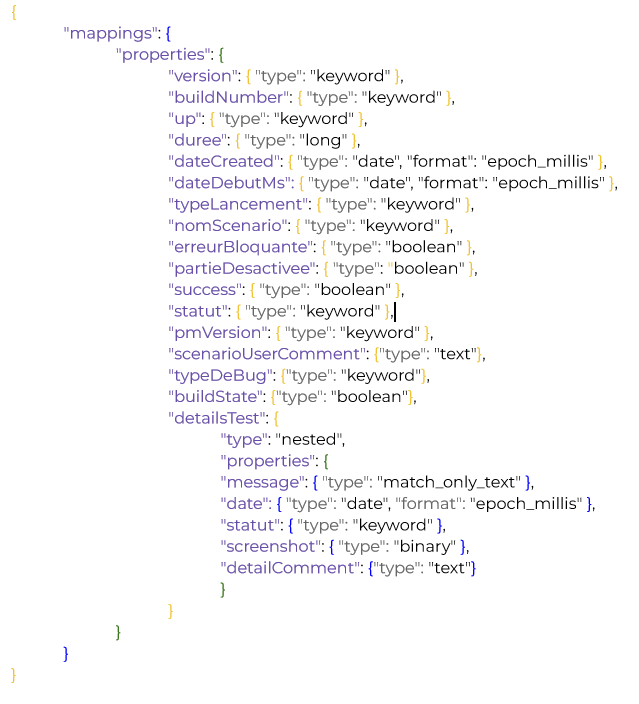 {
"mappings": {
"properties": {
"version": { "type": "keyword" },
"buildNumber": { "type": "keyword" },
"up": { "type": "keyword" },
"duree": { "type": "long" },
"dateCreated": { "type": "date", "format": "epoch_millis" },
"dateDebutMs": { "type": "date", "format": "epoch_millis" },
"typeLancement": { "type": "keyword" },
"nomScenario": { "type": "keyword" },
"erreurBloquante": { "type": "boolean" },
"partieDesactivee": { "type": "boolean" },
"success": { "type": "boolean" },
"statut": { "type": "keyword" },
"pmVersion": { "type": "keyword" },
"scenarioUserComment": {"type": "text"},
"typeDeBug": {"type": "keyword"},
"buildState": {"type": "boolean"},
"detailsTest": {
"type": "nested",
"properties": {
"message": { "type": "match_only_text" },
"date": { "type": "date", "format": "epoch_millis" },
"statut": { "type": "keyword" },
"screenshot": { "type": "binary" },
"detailComment": {"type": "text"}
}
}
}
}
}